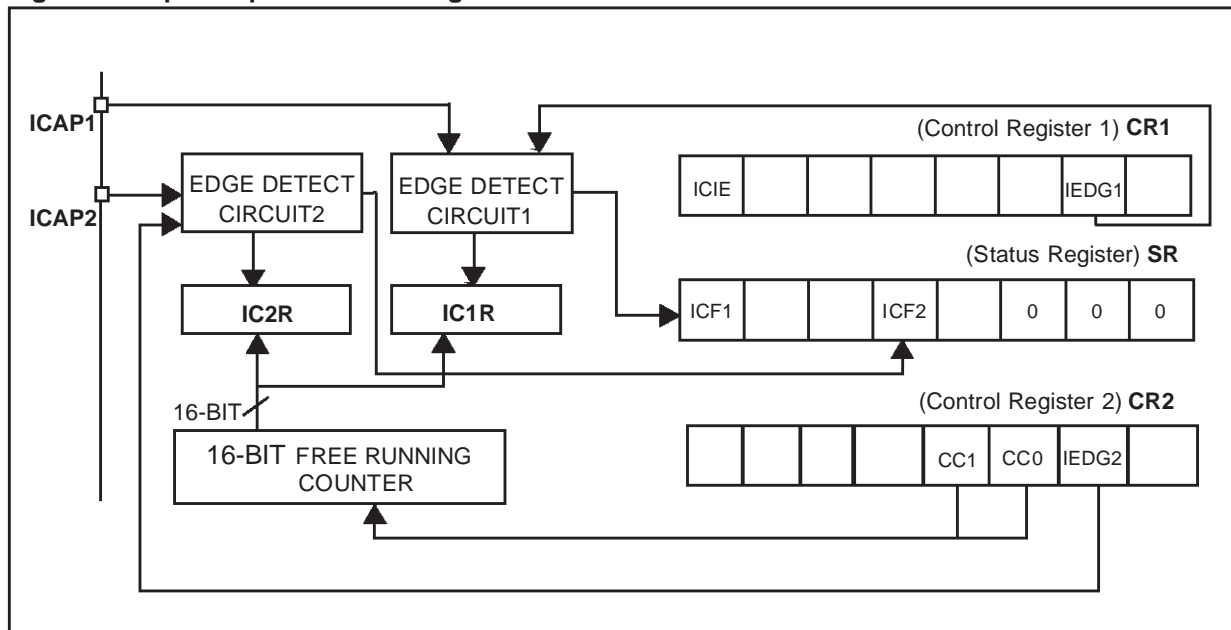 ICAP1
ICAP2
EDGE DETECT
CIRCUIT2
EDGE DETECT
CIRCUIT1
IC2R
IC1R
16-BIT
16-BIT FREE RUNNING
COUNTER
(Control Register 1) CR1
ICIE IEDG1
(Status Register) SR
ICF1 ICF2 0 0 0
(Control Register 2) CR2
CC1 CC0 IEDG2